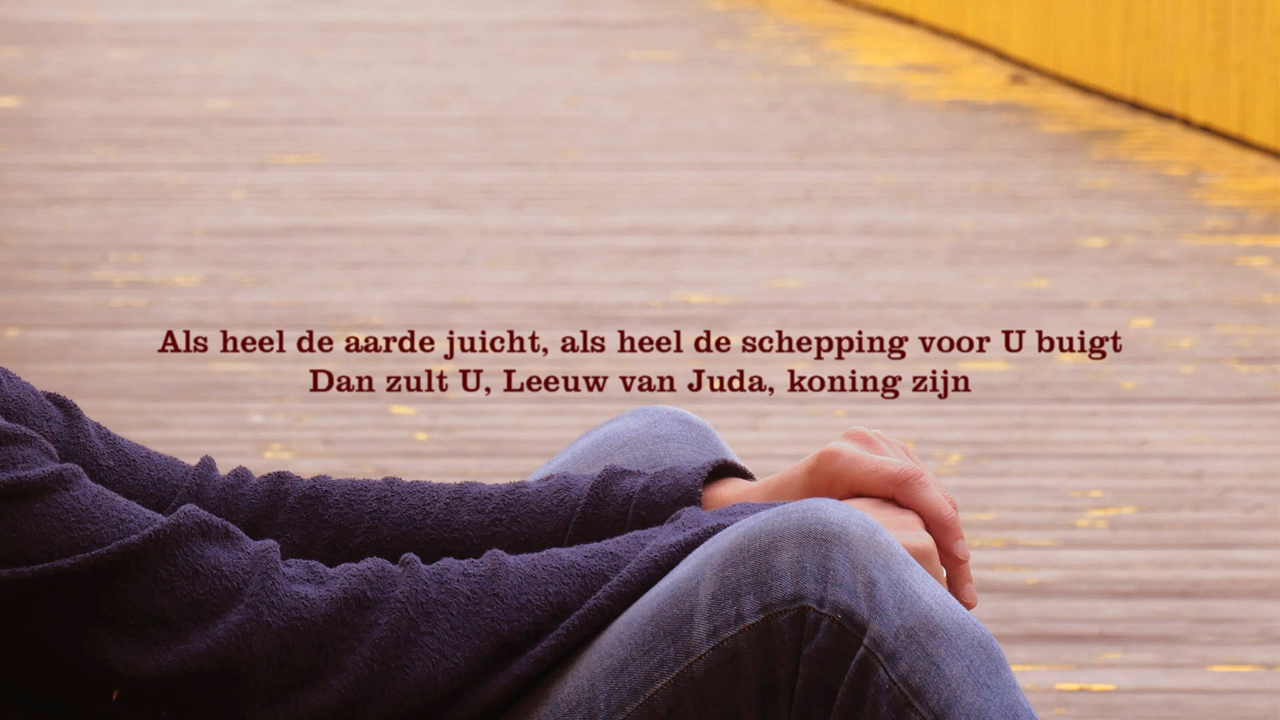 Als heel de aarde juicht, als heel de schepping voor U buigt
Dan zult U, Leeuw van Juda, koning zijn